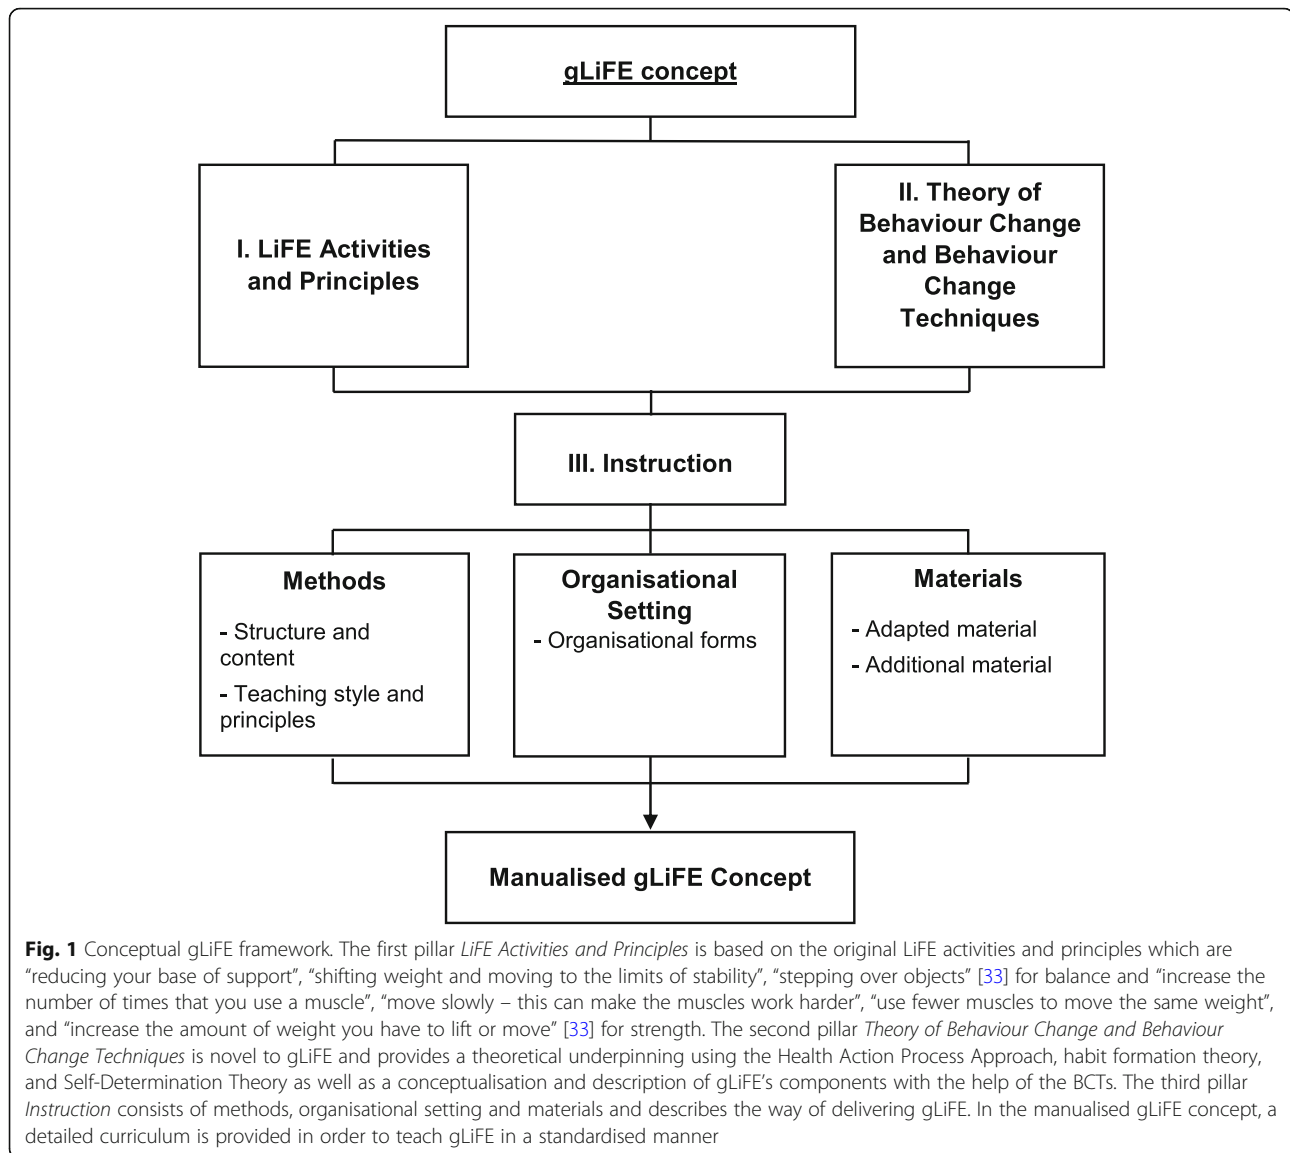 gLiFE concept
I. LiFE Activities
and Principles
II. Theory of
Behaviour Change
and Behaviour
Change
Techniques
III. Instruction
Methods
- Structure and
content
- Teaching style and
principles
Organisational
Setting
- Organisational forms
Materials
- Adapted material
- Additional material
Manualised gLiFE Concept
Fig. 1 Conceptual gLiFE framework. The first pillar LiFE Activities and Principles is based on the original LiFE activities and principles which are
“reducing your base of support”, “shifting weight and moving to the limits of stability”, “stepping over objects” [33] for balance and “increase the
number of times that you use a muscle”, “move slowly – this can make the muscles work harder”, “use fewer muscles to move the same weight”,
and “increase the amount of weight you have to lift or move” [33] for strength. The second pillar Theory of Behaviour Change and Behaviour
Change Techniques is novel to gLiFE and provides a theoretical underpinning using the Health Action Process Approach, habit formation theory,
and Self-Determination Theory as well as a conceptualisation and description of gLiFE’s components with the help of the BCTs. The third pillar
Instruction consists of methods, organisational setting and materials and describes the way of delivering gLiFE. In the manualised gLiFE concept, a
detailed curriculum is provided in order to teach gLiFE in a standardised manner